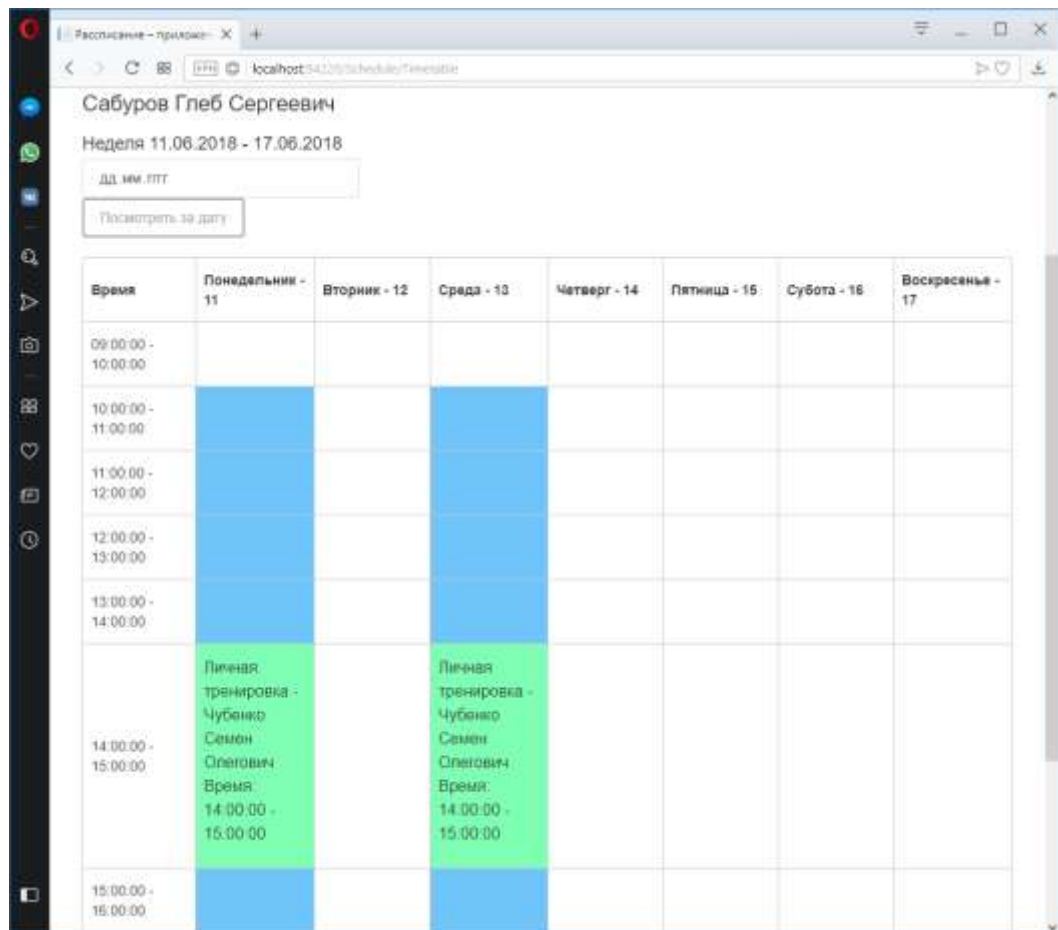 Расписание – приложе
localhost:54220/Schedule/Timetable
Сабуров Глеб Сергеевич
Неделя 11.06.2018 - 17.06.2018
дд.мм.гггг
Посмотреть за дату
Время
Понедельник -
11
Вторник - 12
Среда - 13
Четверг - 14
Пятница - 15
Суббота - 16
Воскресенье -
17
09:00:00 -
10:00:00
10:00:00 -
11:00:00
11:00:00 -
12:00:00
12:00:00 -
13:00:00
13:00:00 -
14:00:00
14:00:00 -
15:00:00
Личная
тренировка -
Чубенко
Семен
Олегович
Время:
14:00:00 -
15:00:00
Личная
тренировка -
Чубенко
Семен
Олегович
Время:
14:00:00 -
15:00:00
15:00:00 -
16:00:00